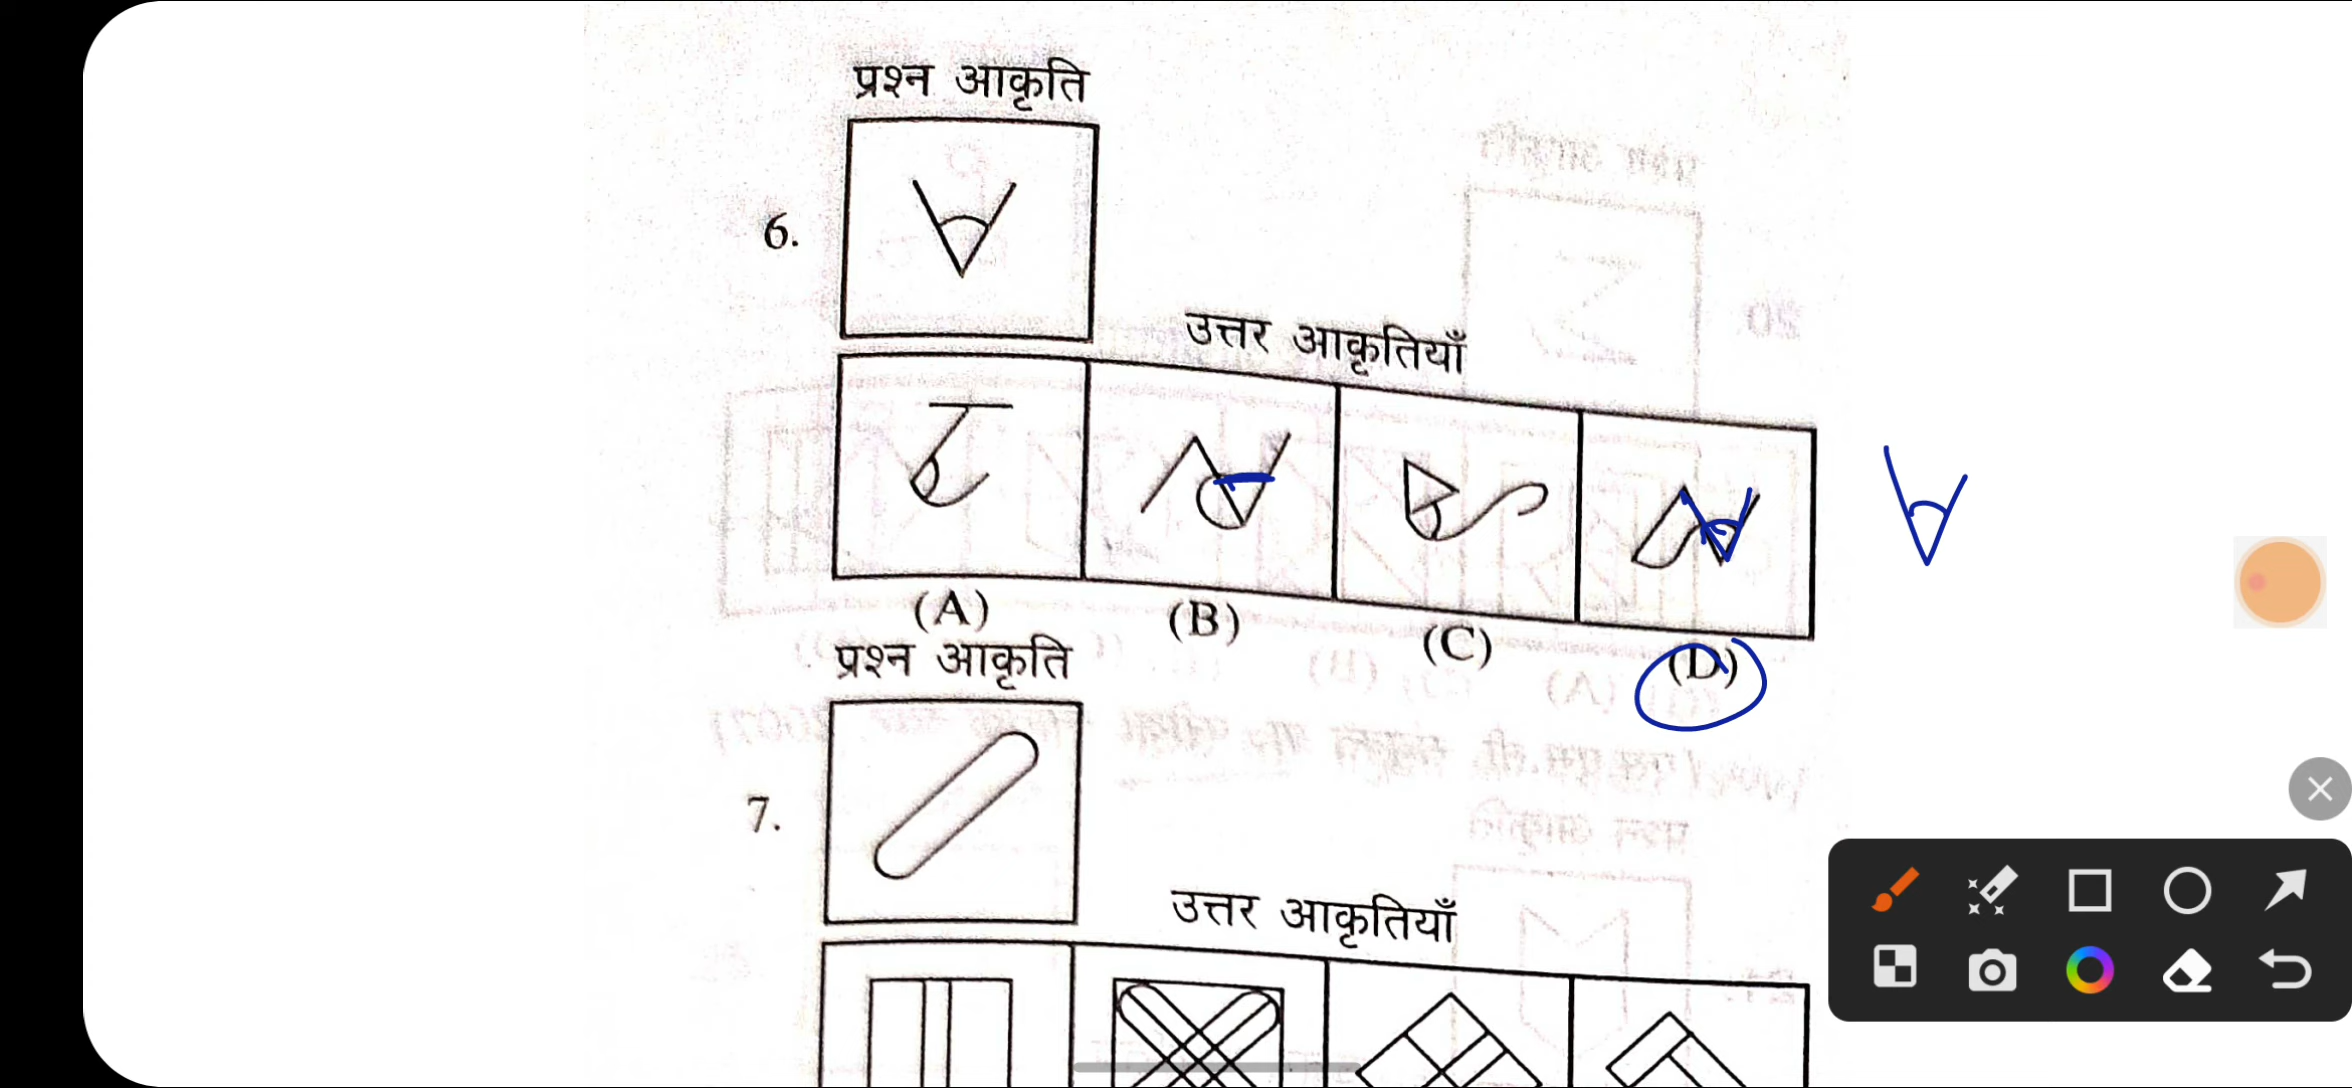 प्रश्न आकृति
6.
उत्तर आकृतियाँ
(A)
(B)
(C)
(D)
प्रश्न आकृति
7.
उत्तर आकृतियाँ